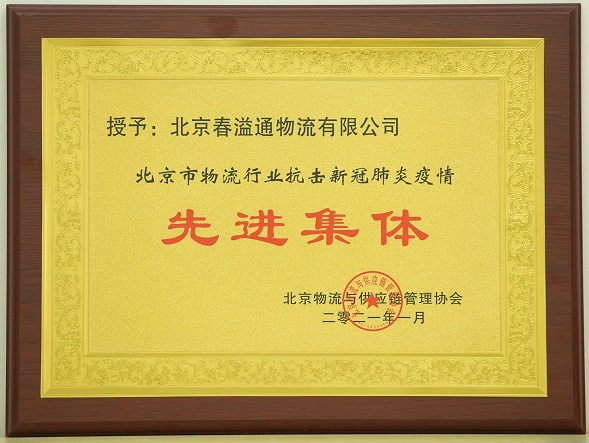 授予：北京春溢通物流有限公司
北京市物流行业抗击新冠肺炎疫情
先进集体
北京物流与供应链管理协会
二零二一年一月